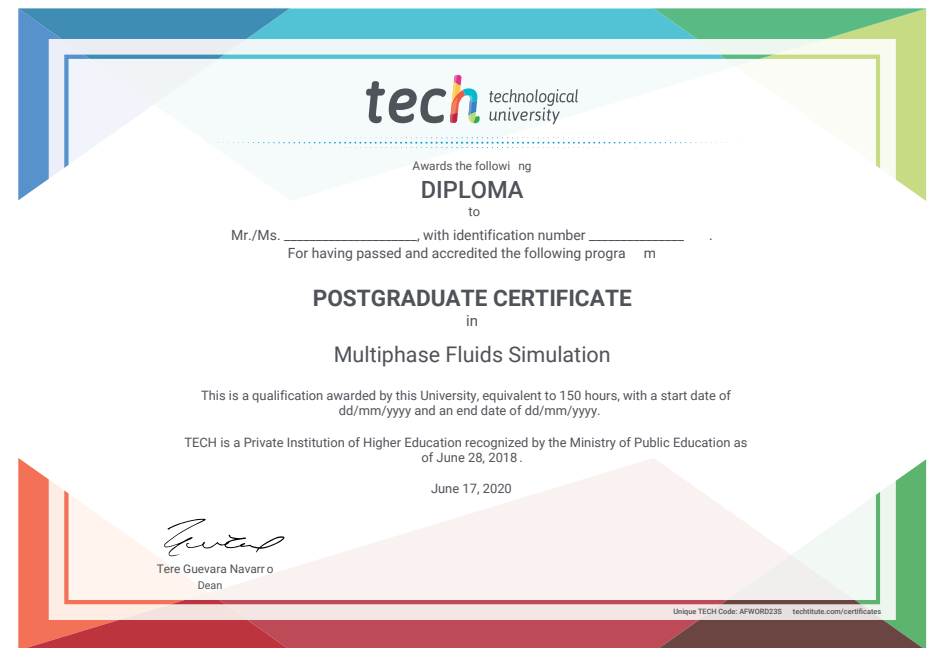 tech technological
university
Awards the followi ng
DIPLOMA
to
Mr./Ms. ___________________, with identification number ______________ .
For having passed and accredited the following progra m
POSTGRADUATE CERTIFICATE
in
Multiphase Fluids Simulation
This is a qualification awarded by this University, equivalent to 150 hours, with a start date of
dd/mm/yyyy and an end date of dd/mm/yyyy.
TECH is a Private Institution of Higher Education recognized by the Ministry of Public Education as
of June 28, 2018 .
June 17, 2020
Tere Guevara Navarr o
Dean
Unique TECH Code: AFWORD23S techtitute.com/certificates